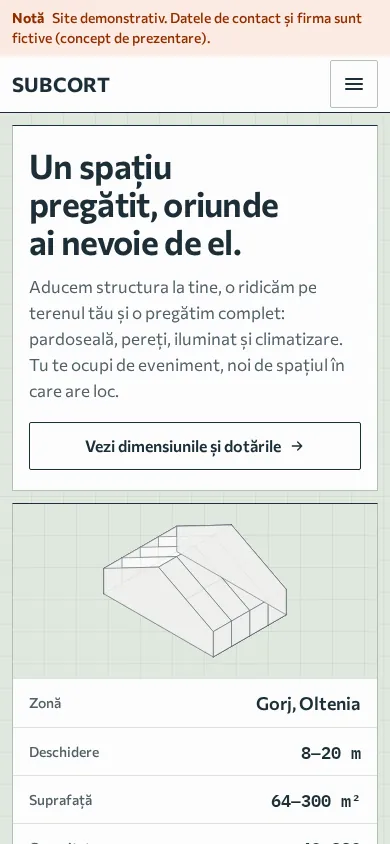 Notă Site demonstrativ. Datele de contact și firma sunt
fictive (concept de prezentare).
SUBCORT
Un spațiu
pregătit, oriunde
ai nevoie de el.
Aducem structura la tine, o ridicăm pe
terenul tău și o pregătim complet:
pardoseală, pereți, iluminat și climatizare.
Tu te ocupi de eveniment, noi de spațiul în
care are loc.
Vezi dimensiunile și dotările →
Zonă Gorj, Oltenia
Deschidere 8–20 m
Suprafață 64–300 m²